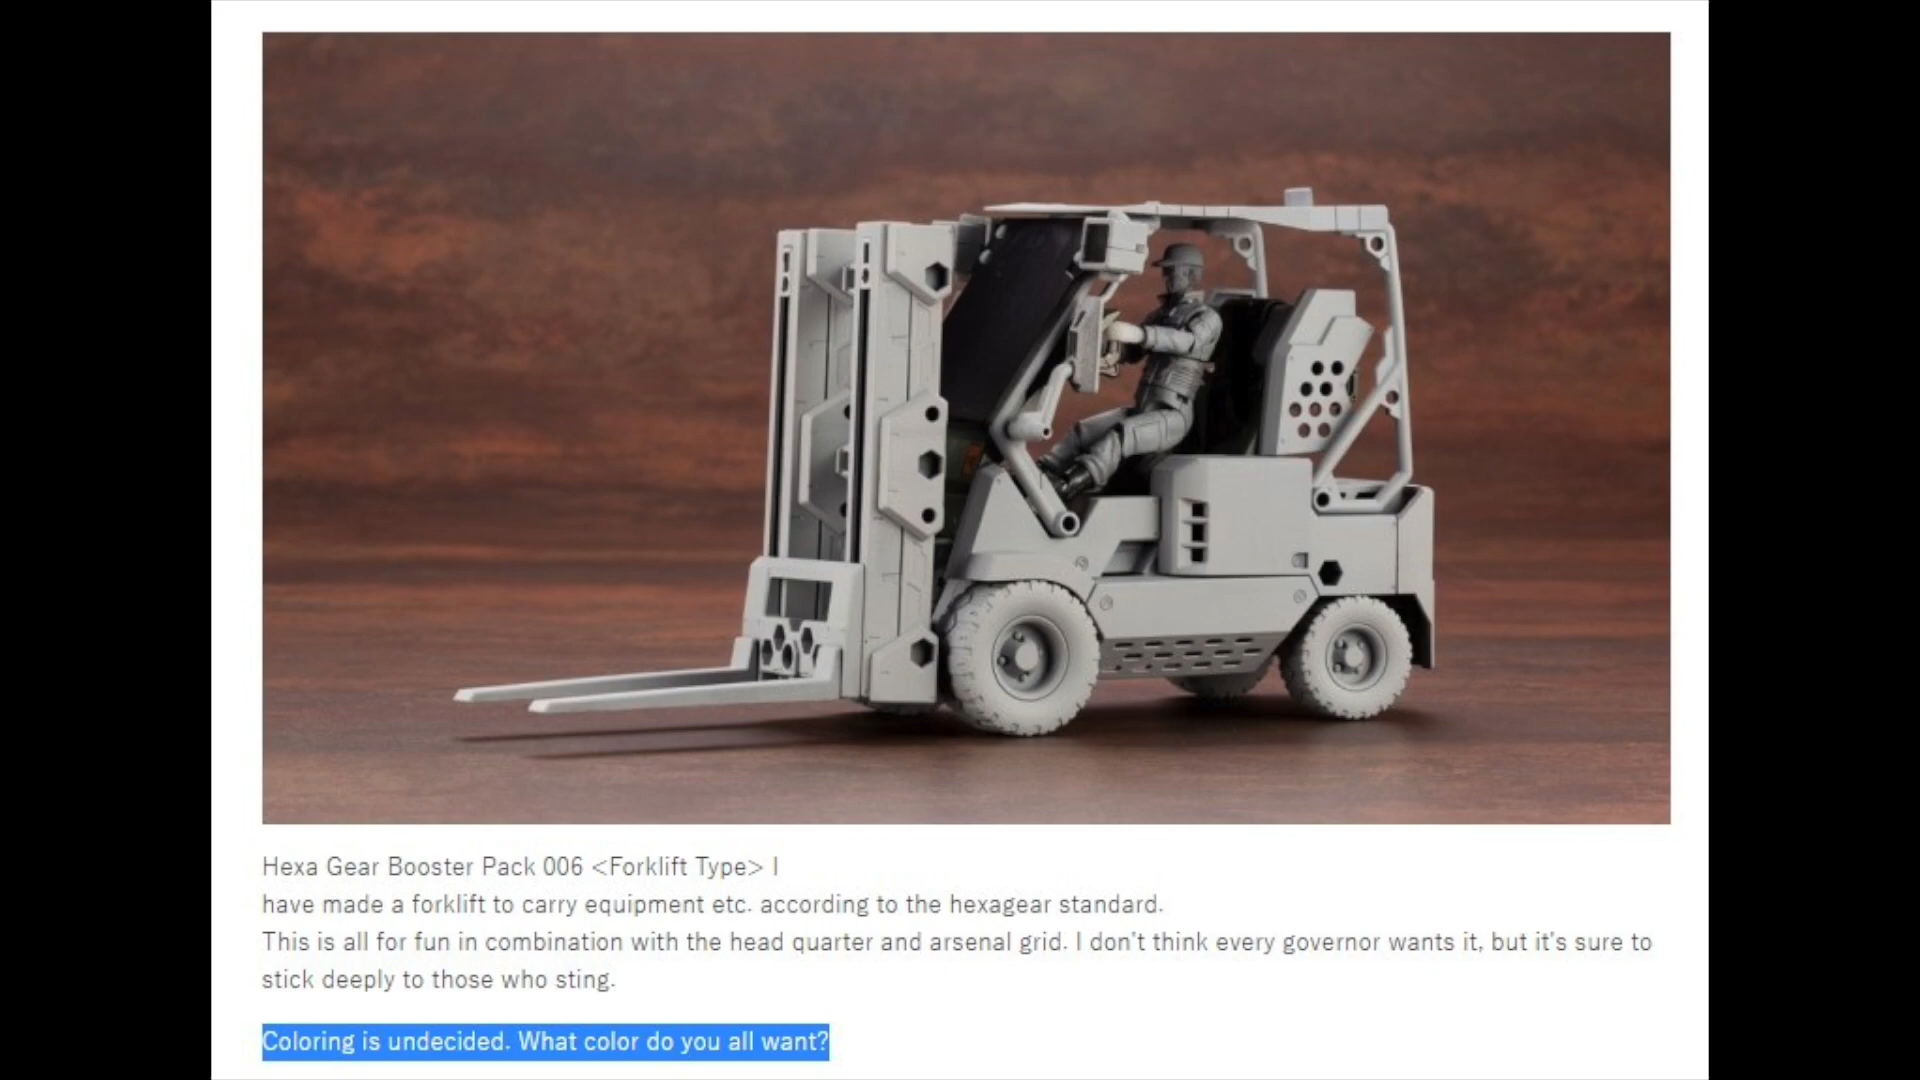 Hexa Gear Booster Pack 006 <Forklift Type> I
have made a forklift to carry equipment etc. according to the hexagear standard.
This is all for fun in combination with the head quarter and arsenal grid. I don't think every governor wants it, but it's sure to
stick deeply to those who sting.
Coloring is undecided. What color do you all want?